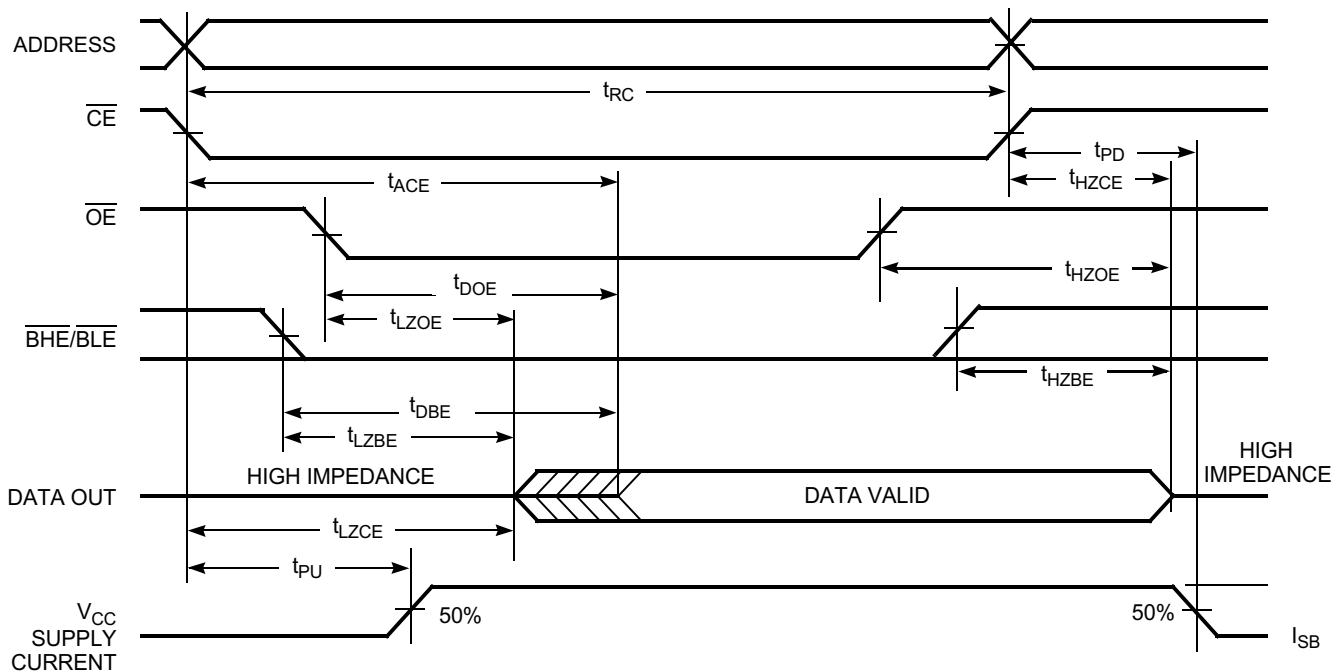 ADDRESS
tRC
CE
tPD
tACE
tHZCE
OE
tHZOE
tDOE
tLZOE
BHE/BLE
tHZBE
tDBE
tLZBE
HIGH IMPEDANCE
HIGH
IMPEDANCE
DATA OUT
DATA VALID
tLZCE
tPU
VCC
SUPPLY
CURRENT
50%
50%
ISB